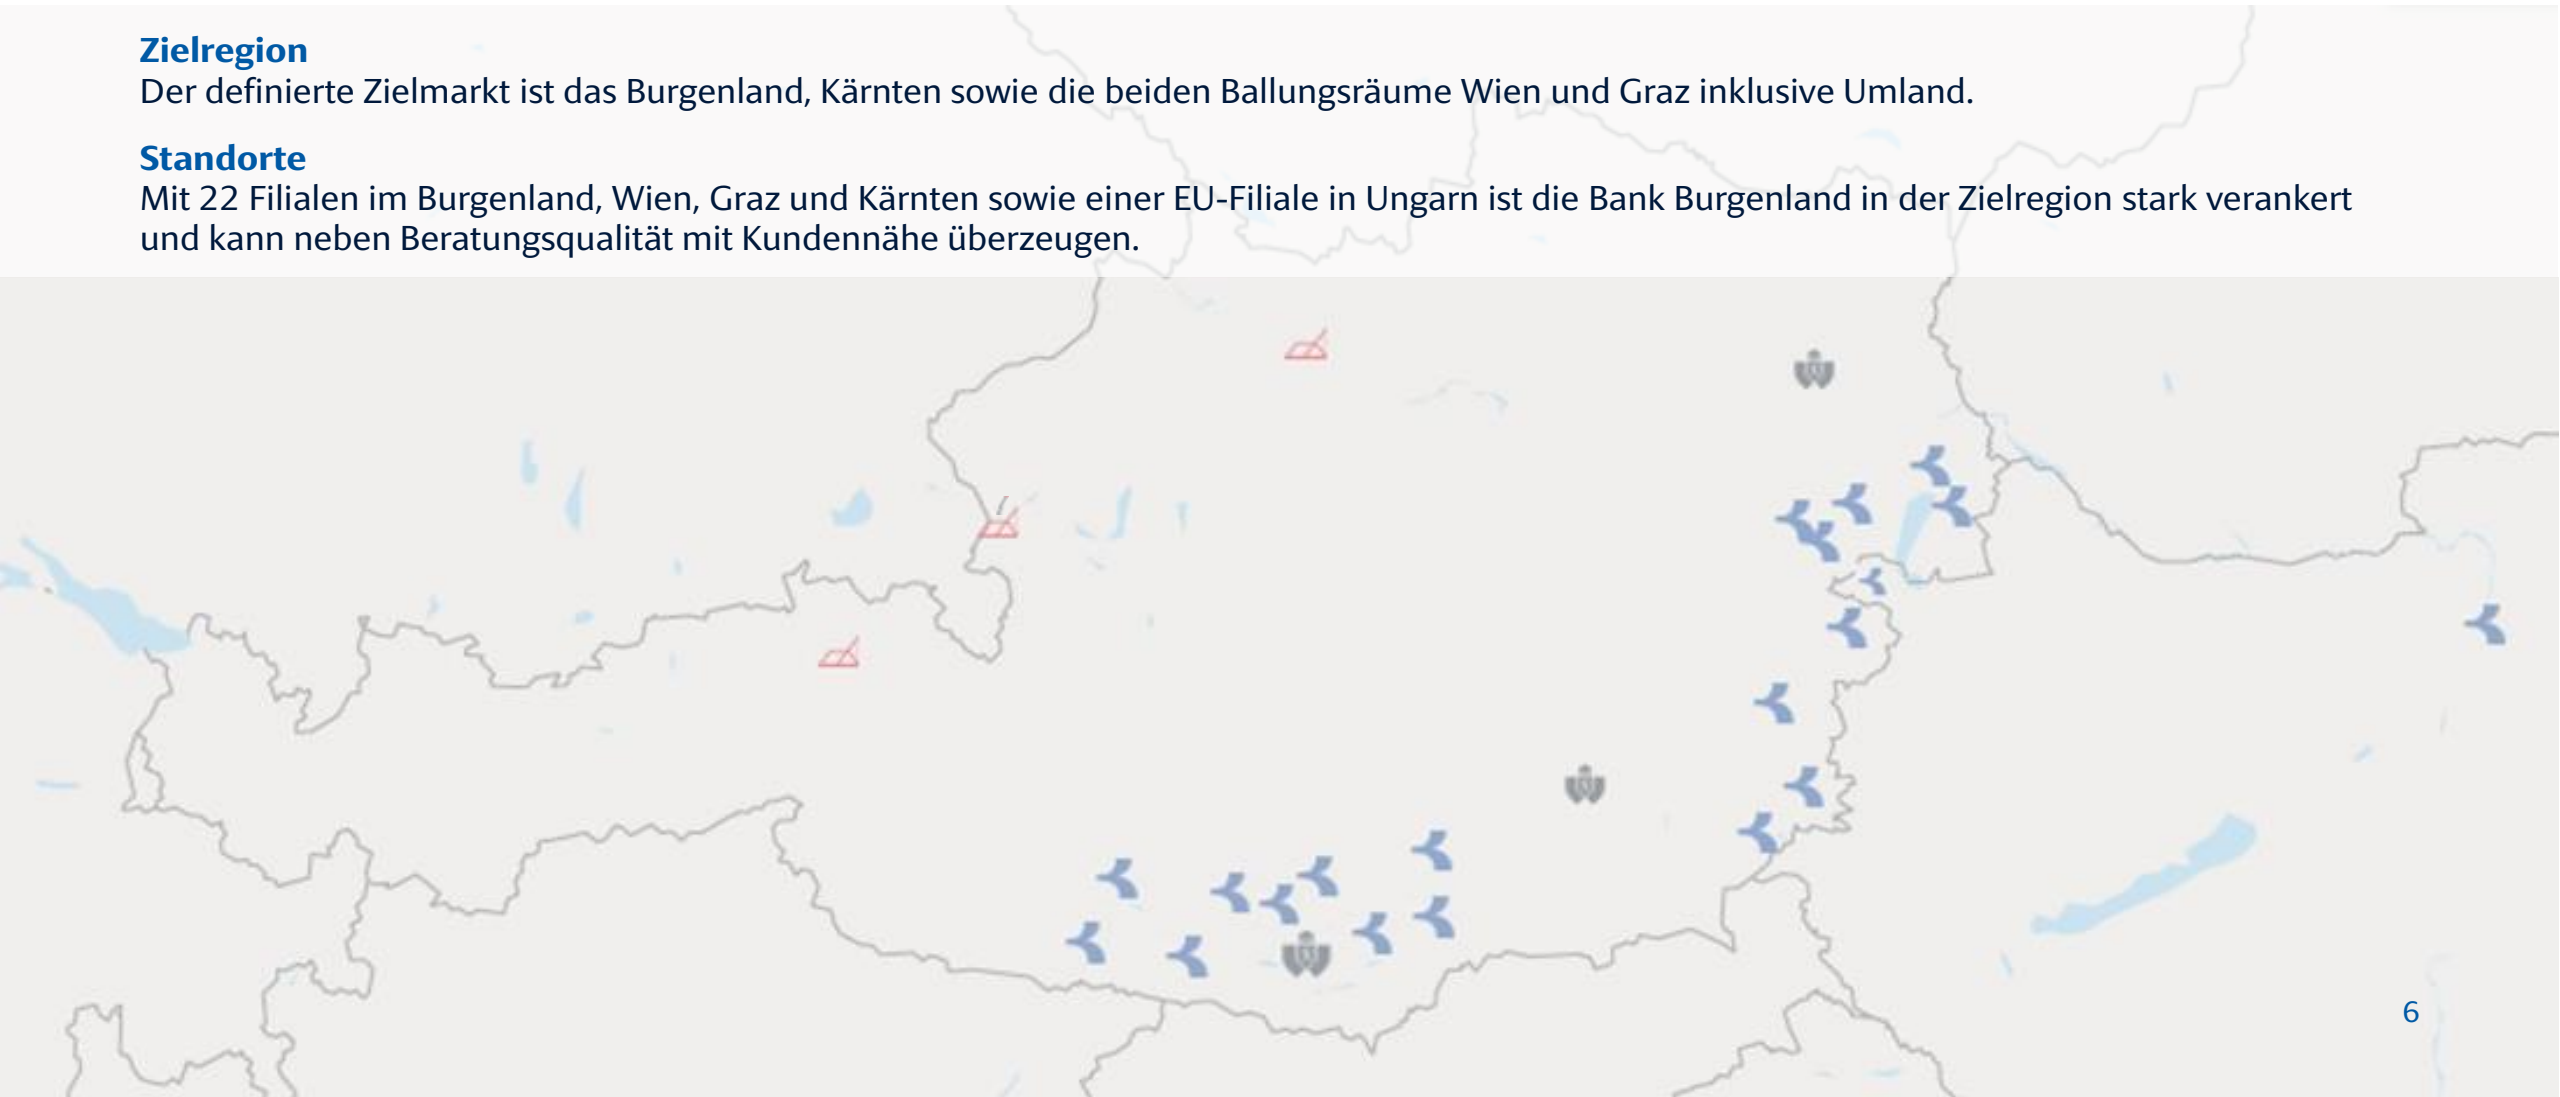 Zielregion
Der definierte Zielmarkt ist das Burgenland, Kärnten sowie die beiden Ballungsräume Wien und Graz inklusive Umland.
Standorte
Mit 22 Filialen im Burgenland, Wien, Graz und Kärnten sowie einer EU-Filiale in Ungarn ist die Bank Burgenland in der Zielregion stark verankert
und kann neben Beratungsqualität mit Kundennähe überzeugen.
6